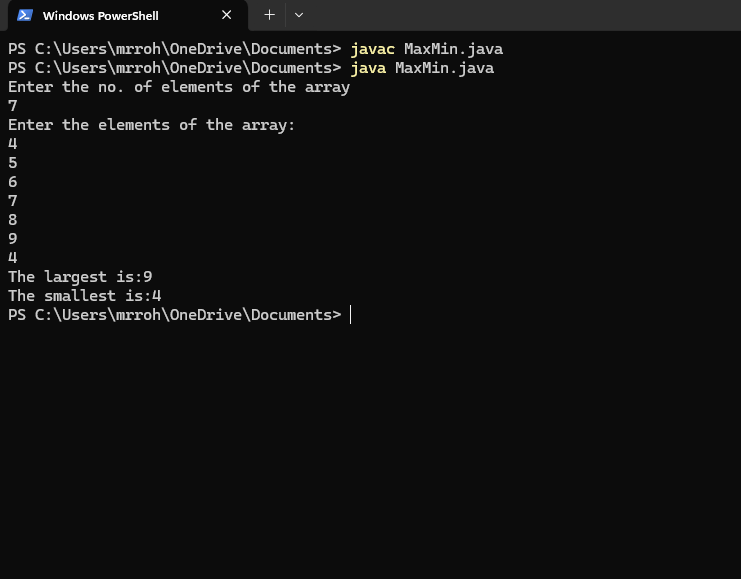 Windows PowerShell
PS C:\Users\mrroh\OneDrive\Documents> javac MaxMin.java
PS C:\Users\mrroh\OneDrive\Documents> java MaxMin.java
Enter the no. of elements of the array
7
Enter the elements of the array:
4
5
6
7
8
9
4
The largest is:9
The smallest is:4
PS C:\Users\mrroh\OneDrive\Documents>